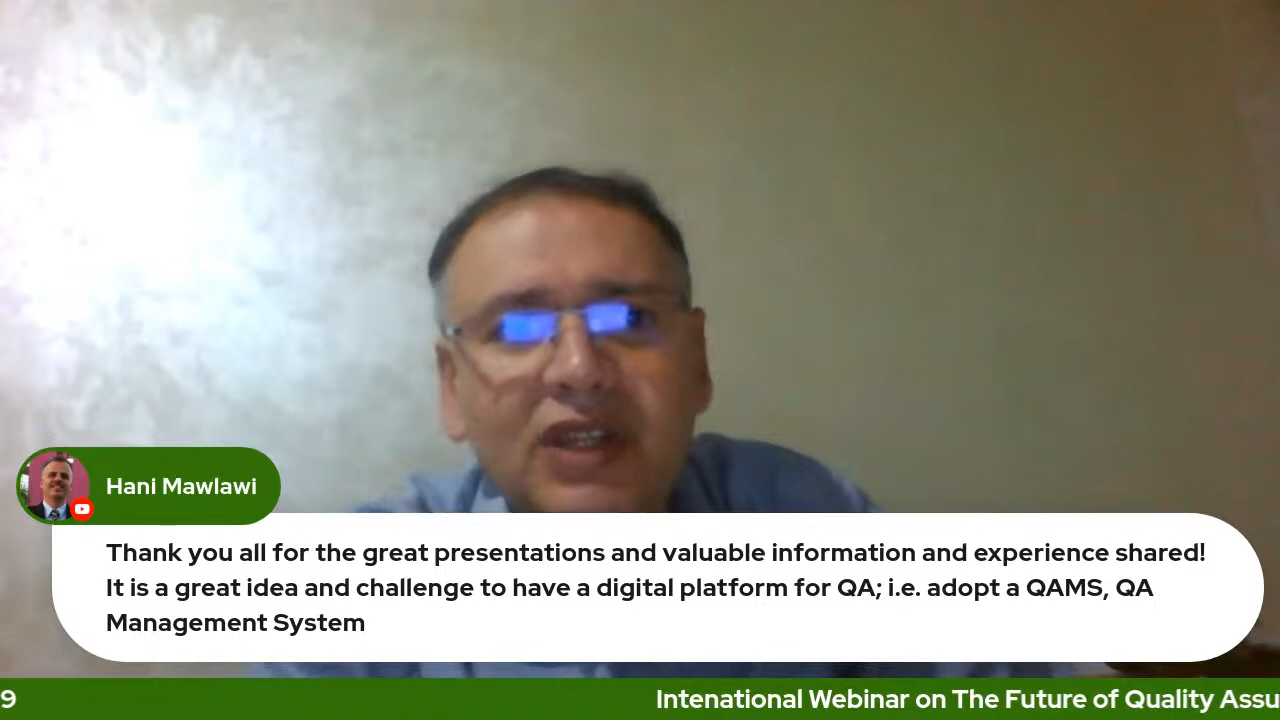 Hani Mawlawi
Thank you all for the great presentations and valuable information and experience shared!
It is a great idea and challenge to have a digital platform for QA; i.e. adopt a QAMS, QA
Management System
9
Intenational Webinar on The Future of Quality Assu